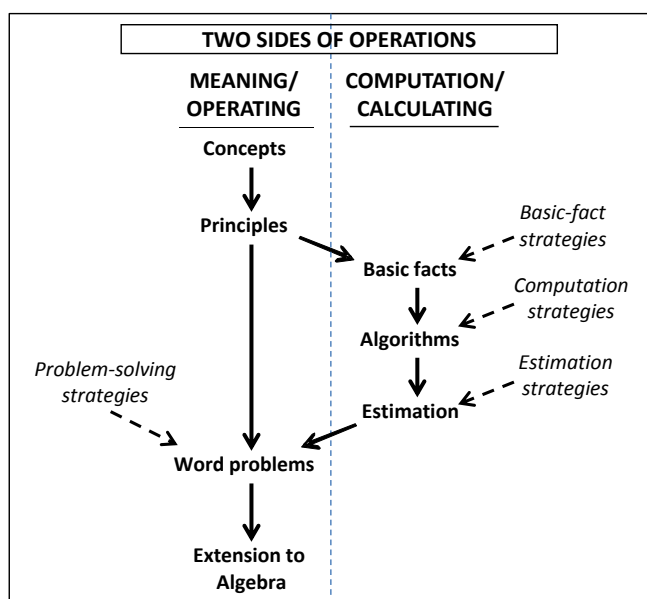 TWO SIDES OF OPERATIONS
MEANING/
OPERATING
COMPUTATION/
CALCULATING
Concepts
Principles
Basic-fact
strategies
Basic facts
Computation
strategies
Algorithms
Problem-solving
strategies
Estimation
strategies
Estimation
Word problems
Extension to
Algebra